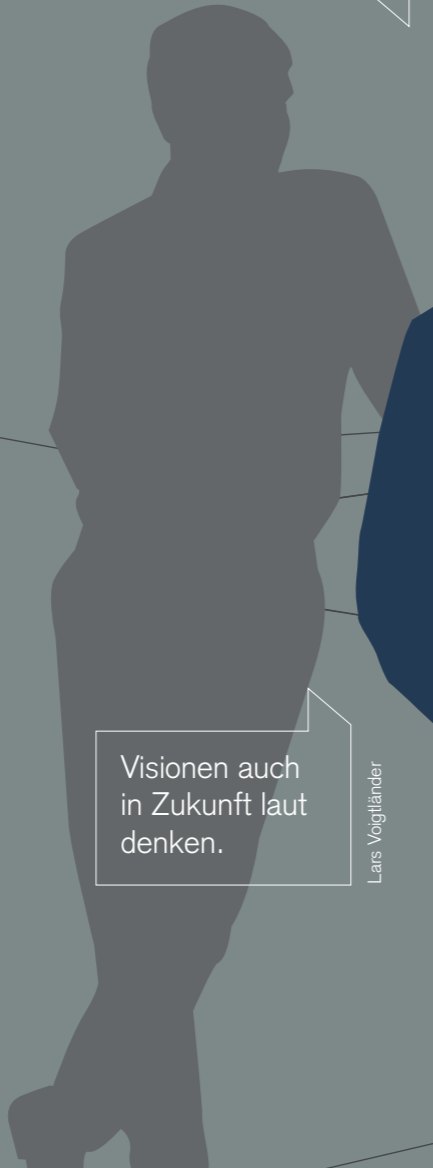 Visionen auch
in Zukunft laut
denken.
Lars Voigtländer